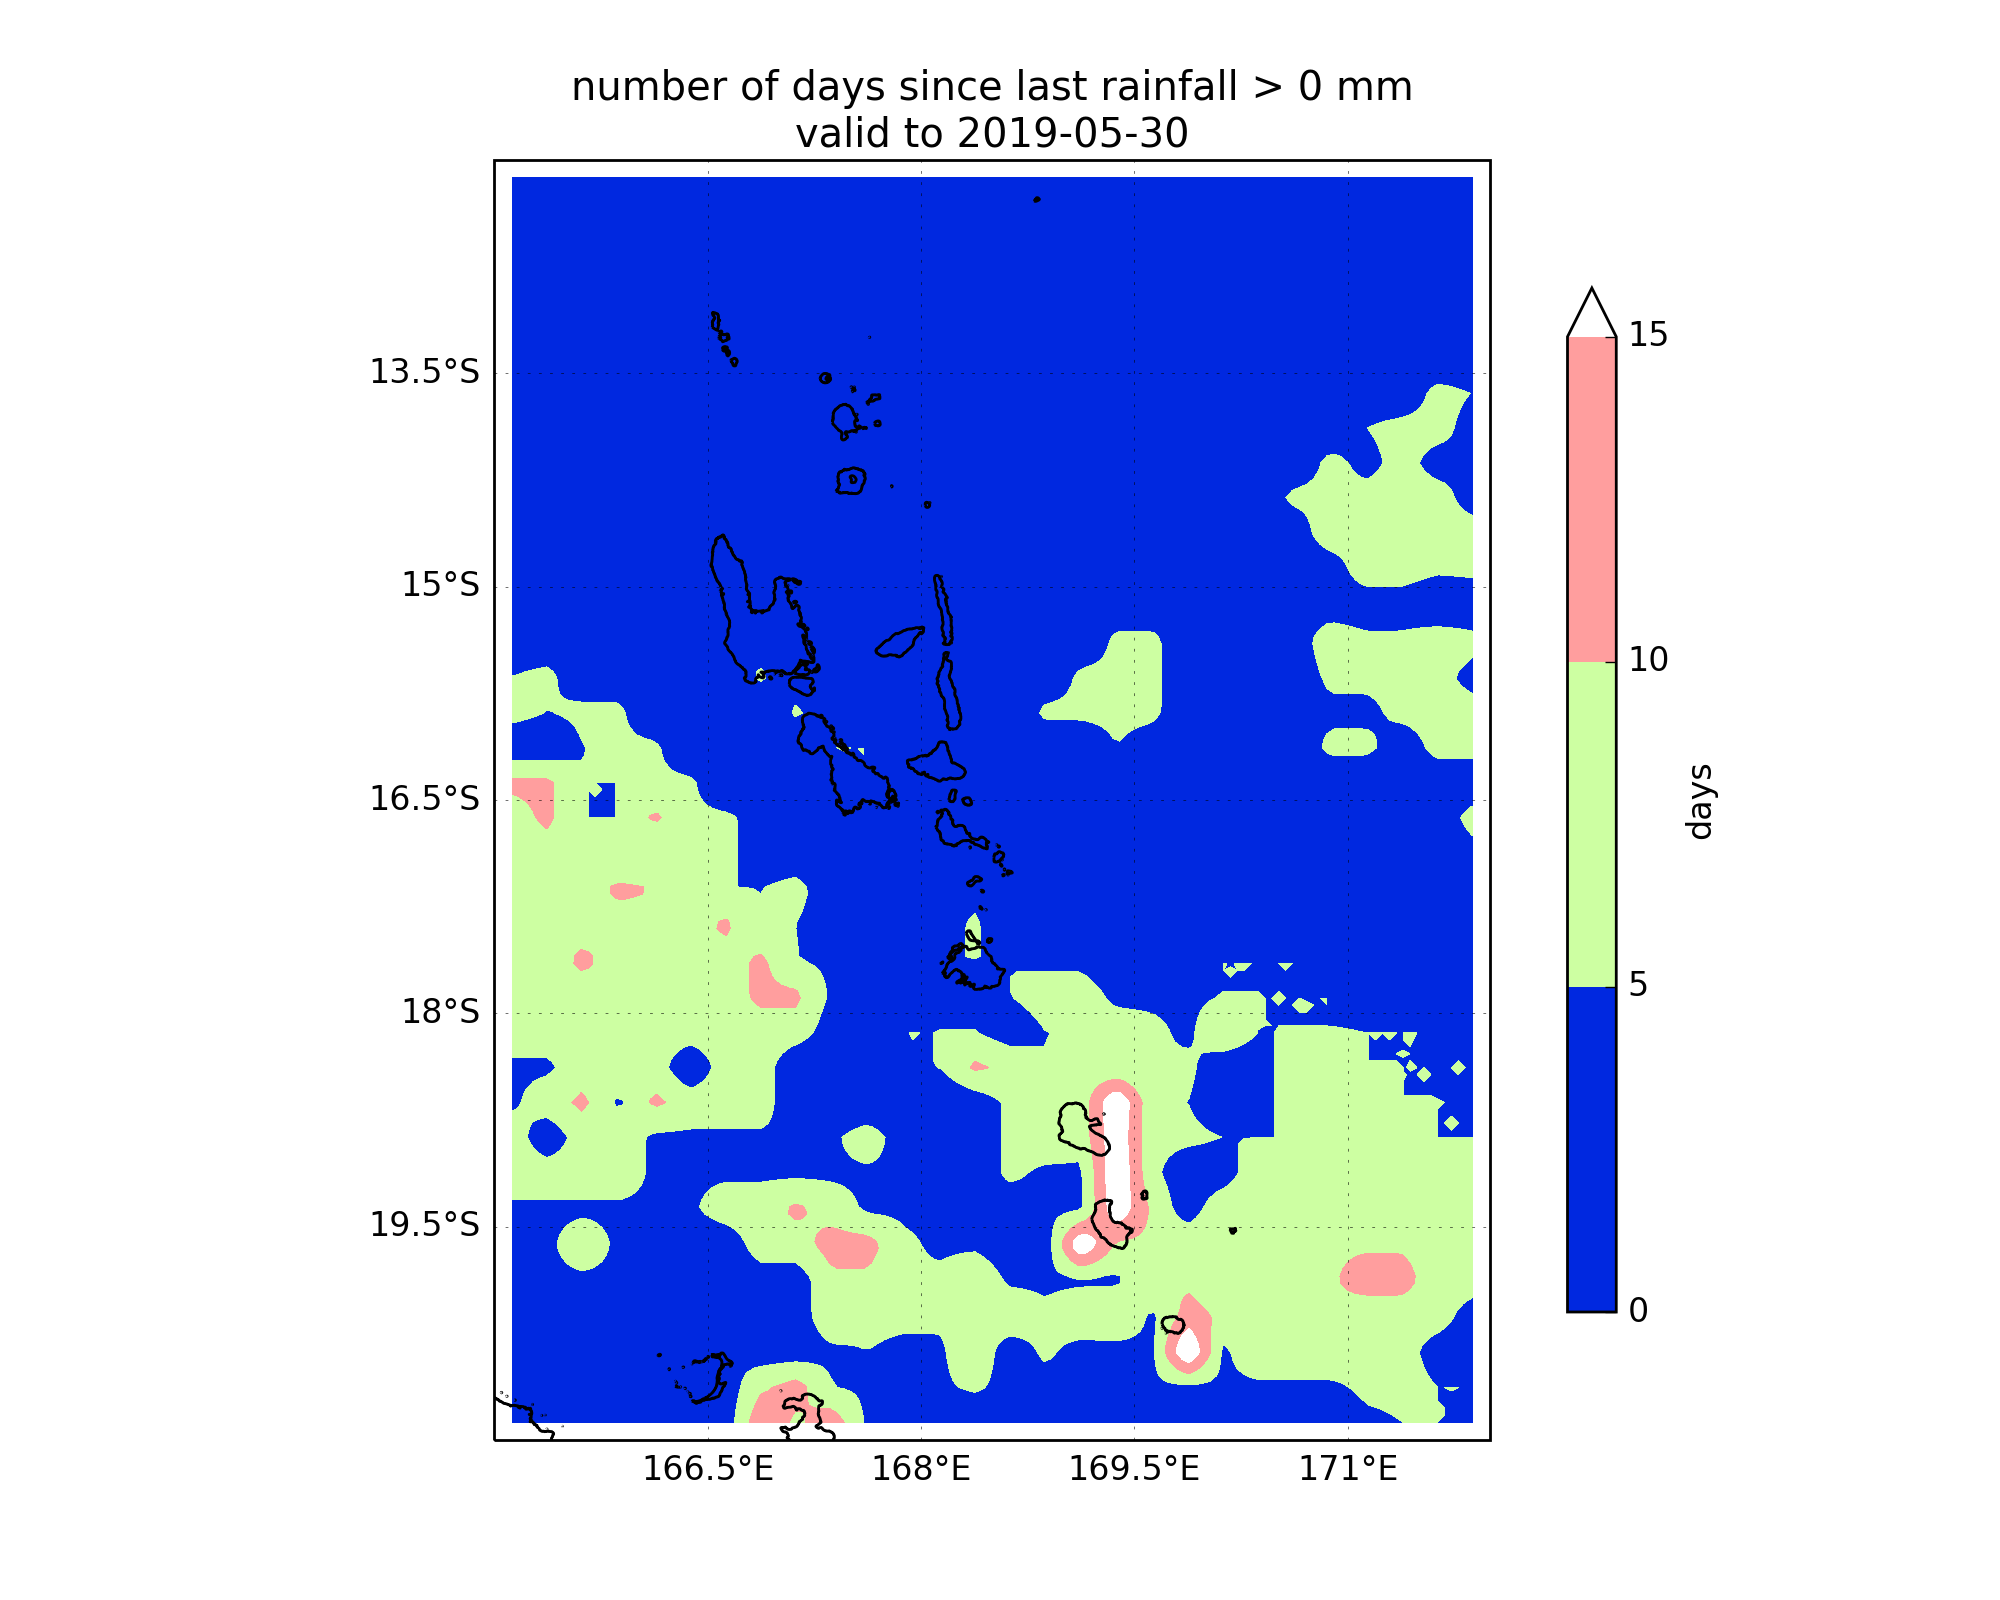 number of days since last rainfall > 0 mm
valid to 2019-05-30
13.5°S
15°S
16.5°S
18°S
19.5°S
166.5°E
168°E
169.5°E
171°E
15
10
5
0
days